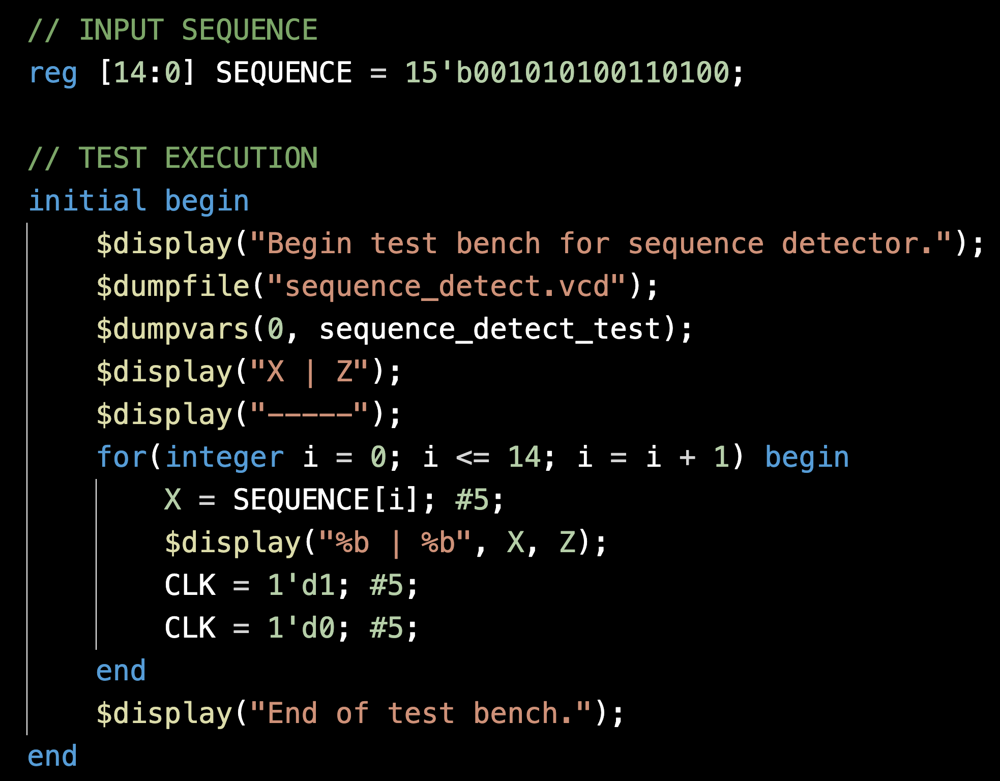 // INPUT SEQUENCE
reg [14:0] SEQUENCE = 15'b001010100110100;
// TEST EXECUTION
initial begin
$display("Begin test bench for sequence detector.");
$dumpfile("sequence_detect.vcd");
$dumpvars(0, sequence_detect_test);
$display("X | Z");
$display("-----");
for(integer i = 0; i <= 14; i = i + 1) begin
X = SEQUENCE[i]; #5;
$display("%b | %b", X, Z);
CLK = 1'd1; #5;
CLK = 1'd0; #5;
end
$display("End of test bench.");
end